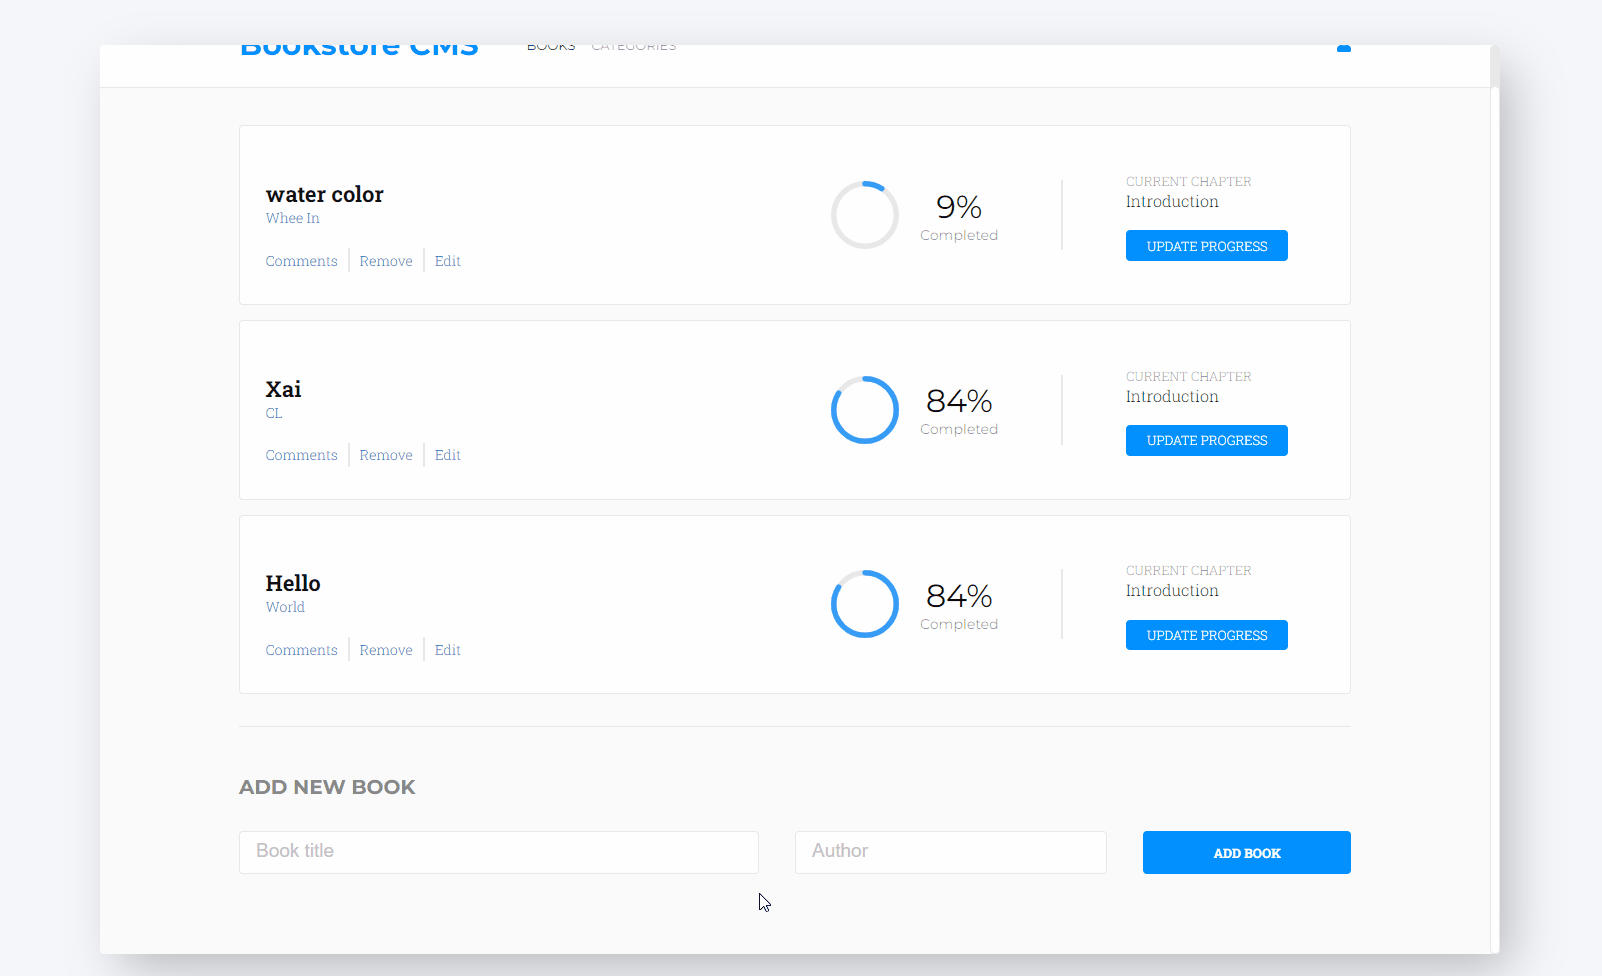 Bookstore CMS BOOKS CATEGORIES
water color
Whee In
Comments Remove Edit
9%
Completed
CURRENT CHAPTER
Introduction
UPDATE PROGRESS
Xai
CL
Comments Remove Edit
84%
Completed
CURRENT CHAPTER
Introduction
UPDATE PROGRESS
Hello
World
Comments Remove Edit
84%
Completed
CURRENT CHAPTER
Introduction
UPDATE PROGRESS
ADD NEW BOOK
Book title Author ADD BOOK